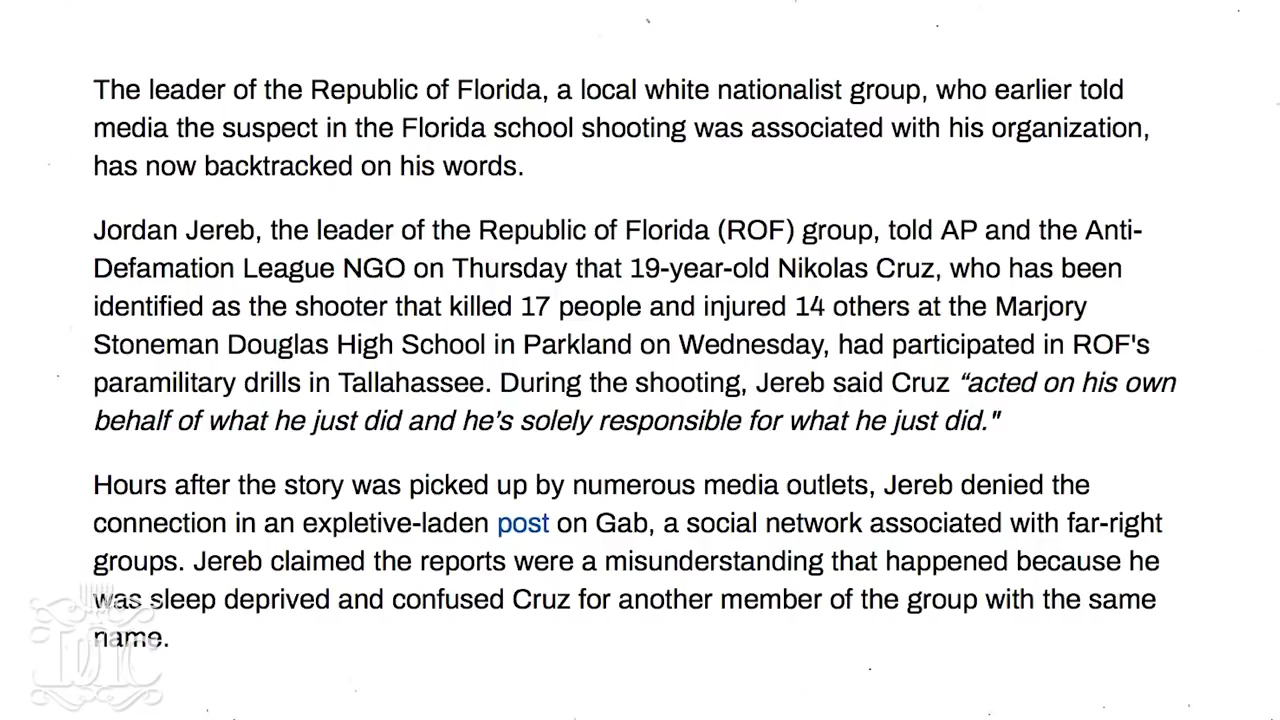 The leader of the Republic of Florida, a local white nationalist group, who earlier told
media the suspect in the Florida school shooting was associated with his organization,
has now backtracked on his words.
Jordan Jereb, the leader of the Republic of Florida (ROF) group, told AP and the Anti-
Defamation League NGO on Thursday that 19-year-old Nikolas Cruz, who has been
identified as the shooter that killed 17 people and injured 14 others at the Marjory
Stoneman Douglas High School in Parkland on Wednesday, had participated in ROF's
paramilitary drills in Tallahassee. During the shooting, Jereb said Cruz “acted on his own
behalf of what he just did and he's solely responsible for what he just did."
Hours after the story was picked up by numerous media outlets, Jereb denied the
connection in an expletive-laden post on Gab, a social network associated with far-right
groups. Jereb claimed the reports were a misunderstanding that happened because he
was sleep deprived and confused Cruz for another member of the group with the same
name.